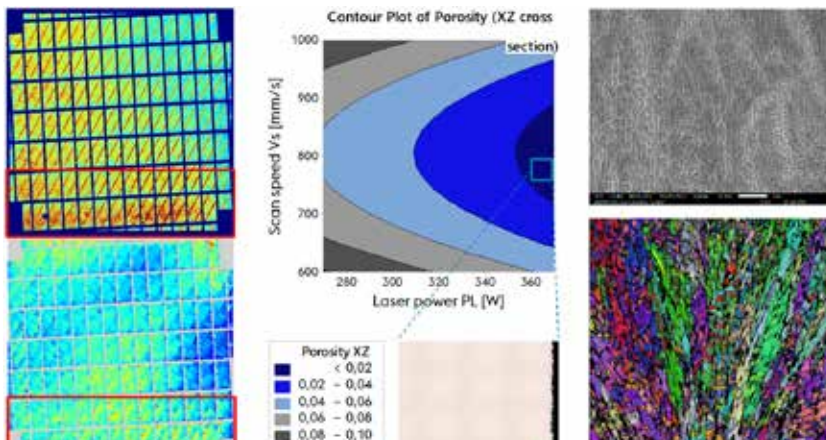 Contour Plot of Porosity (XZ cross
section)
1000
900
800
700
600
Scan speed Vs [mm/s]
280
300
320
340
360
Laser power PL [W]
Porosity XZ
< 0,02
0,02 – 0,04
0,04 – 0,06
0,06 – 0,08
0,08 – 0,10